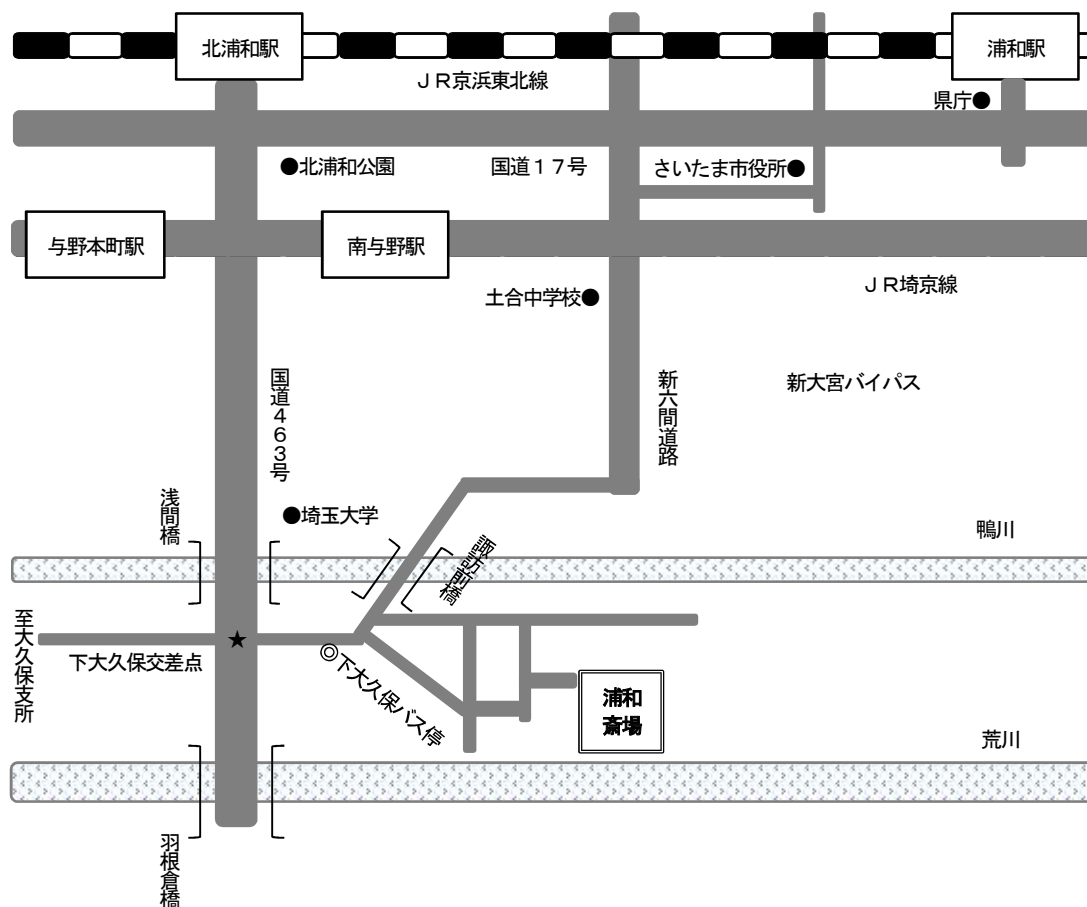 北浦和駅
浦和駅
ＪＲ京浜東北線
県庁●
●北浦和公園
国道１７号
さいたま市役所●
与野本町駅
南与野駅
ＪＲ埼京線
土合中学校●
国道４６３号
新六間道路
新大宮バイパス
浅間橋
●埼玉大学
諏訪前橋
鴨川
至大久保支所
★
下大久保交差点
◎下大久保バス停
浦和
斎場
荒川
羽根倉橋